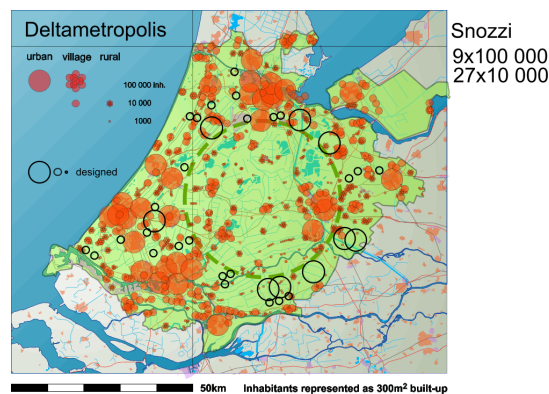 Deltametropolis
urban village rural
100 000 inh.
10 000
1000
designed
Snozzi
9x100 000
27x10 000
50km
Inhabitants represented as 300m² built-up